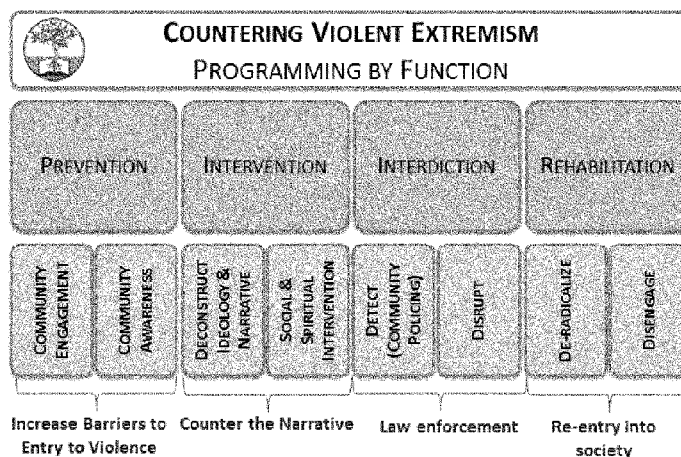 COUNTERING VIOLENT EXTREMISM
PROGRAMMING BY FUNCTION
PREVENTION
INTERVENTION
INTERDICTION
REHABILITATION
COMMUNITY
ENGAGEMENT
COMMUNITY
AWARENESS
DECONSTRUCT
IDEOLOGY &
NARRATIVE
SOCIAL &
SPIRITUAL
INTERVENTION
DETECT
(COMMUNITY
POLICING)
DISRUPT
DE-RADICALIZE
DISENGAGE
Increase Barriers to
Entry to Violence
Counter the Narrative
Law enforcement
Re-entry into
society